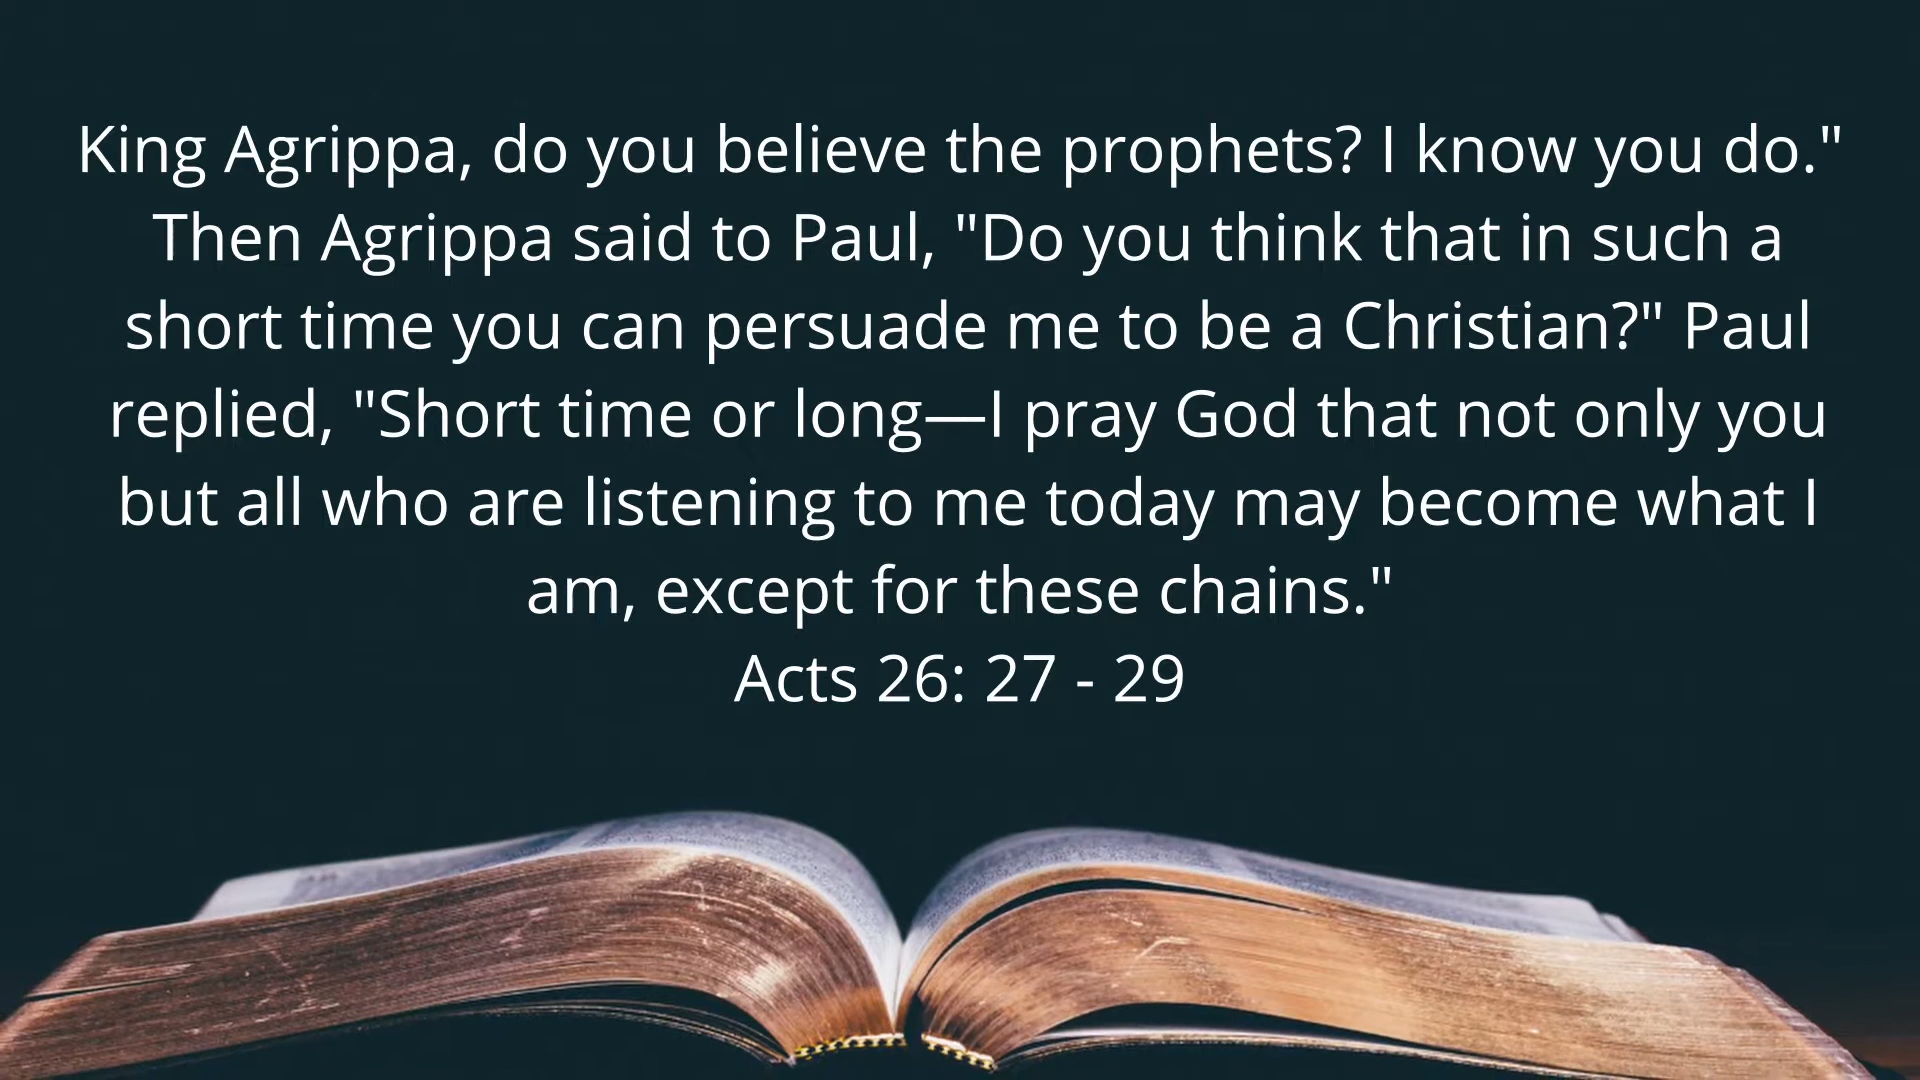 King Agrippa, do you believe the prophets? I know you do."
Then Agrippa said to Paul, "Do you think that in such a
short time you can persuade me to be a Christian?" Paul
replied, "Short time or long—I pray God that not only you
but all who are listening to me today may become what I
am, except for these chains."
Acts 26: 27 - 29